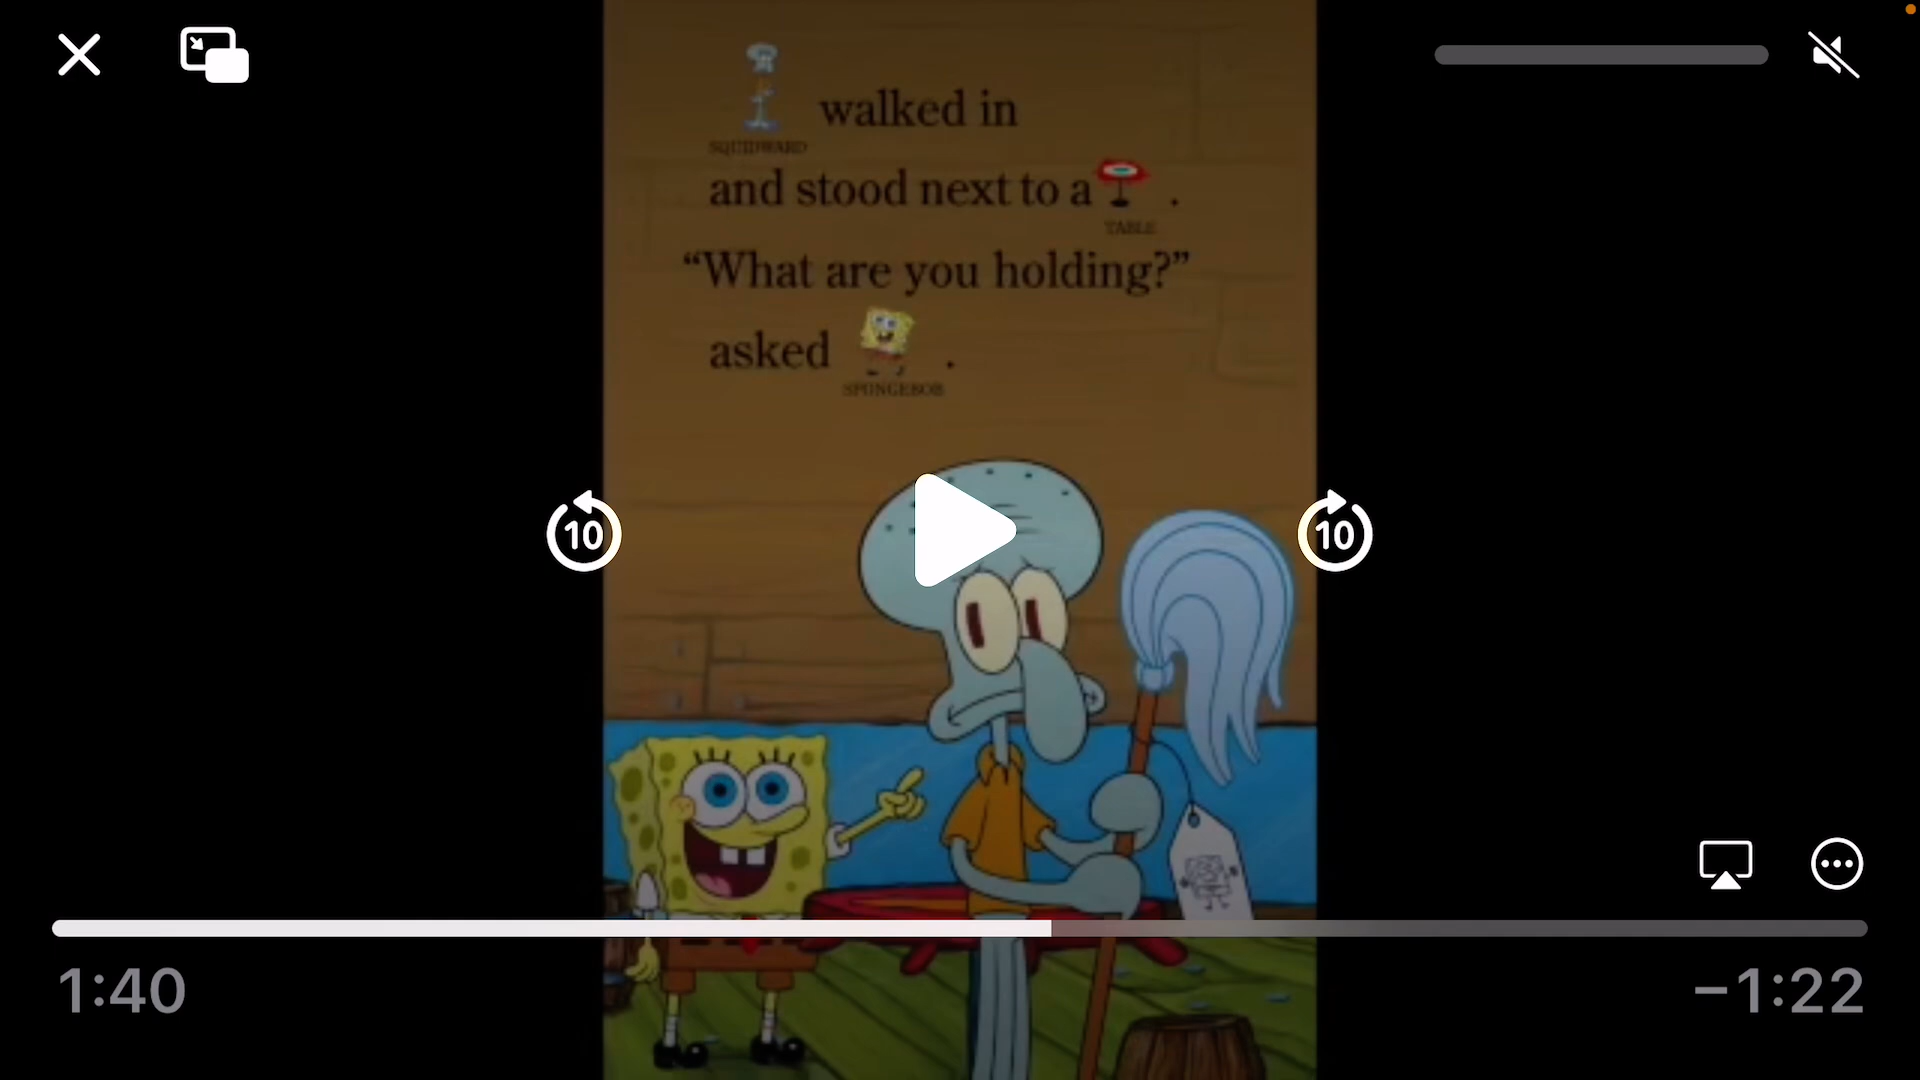 walked in
SQUIDWARD
and stood next to a .
TABLE
“What are you holding?”
asked .
SPONGEBOB
10
10
1:40
−1:22